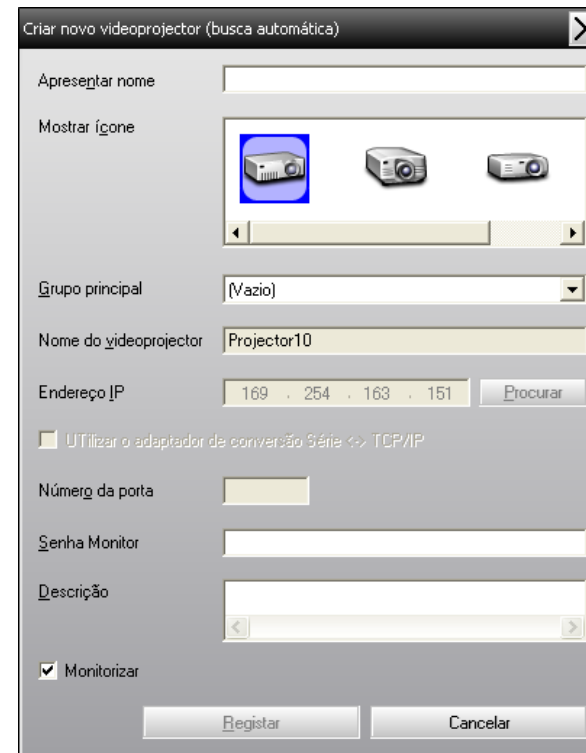 Criar novo videoprojector (busca automática)
Apresentar nome
Mostrar ícone
Grupo principal (Vazio)
Nome do videoprojector Projector10
Endereço IP 169 . 254 . 163 . 151 Procurar
UTilizar o adaptador de conversão Série <-> TCP/IP
Número da porta
Senha Monitor
Descrição
Monitorizar
Registar Cancelar